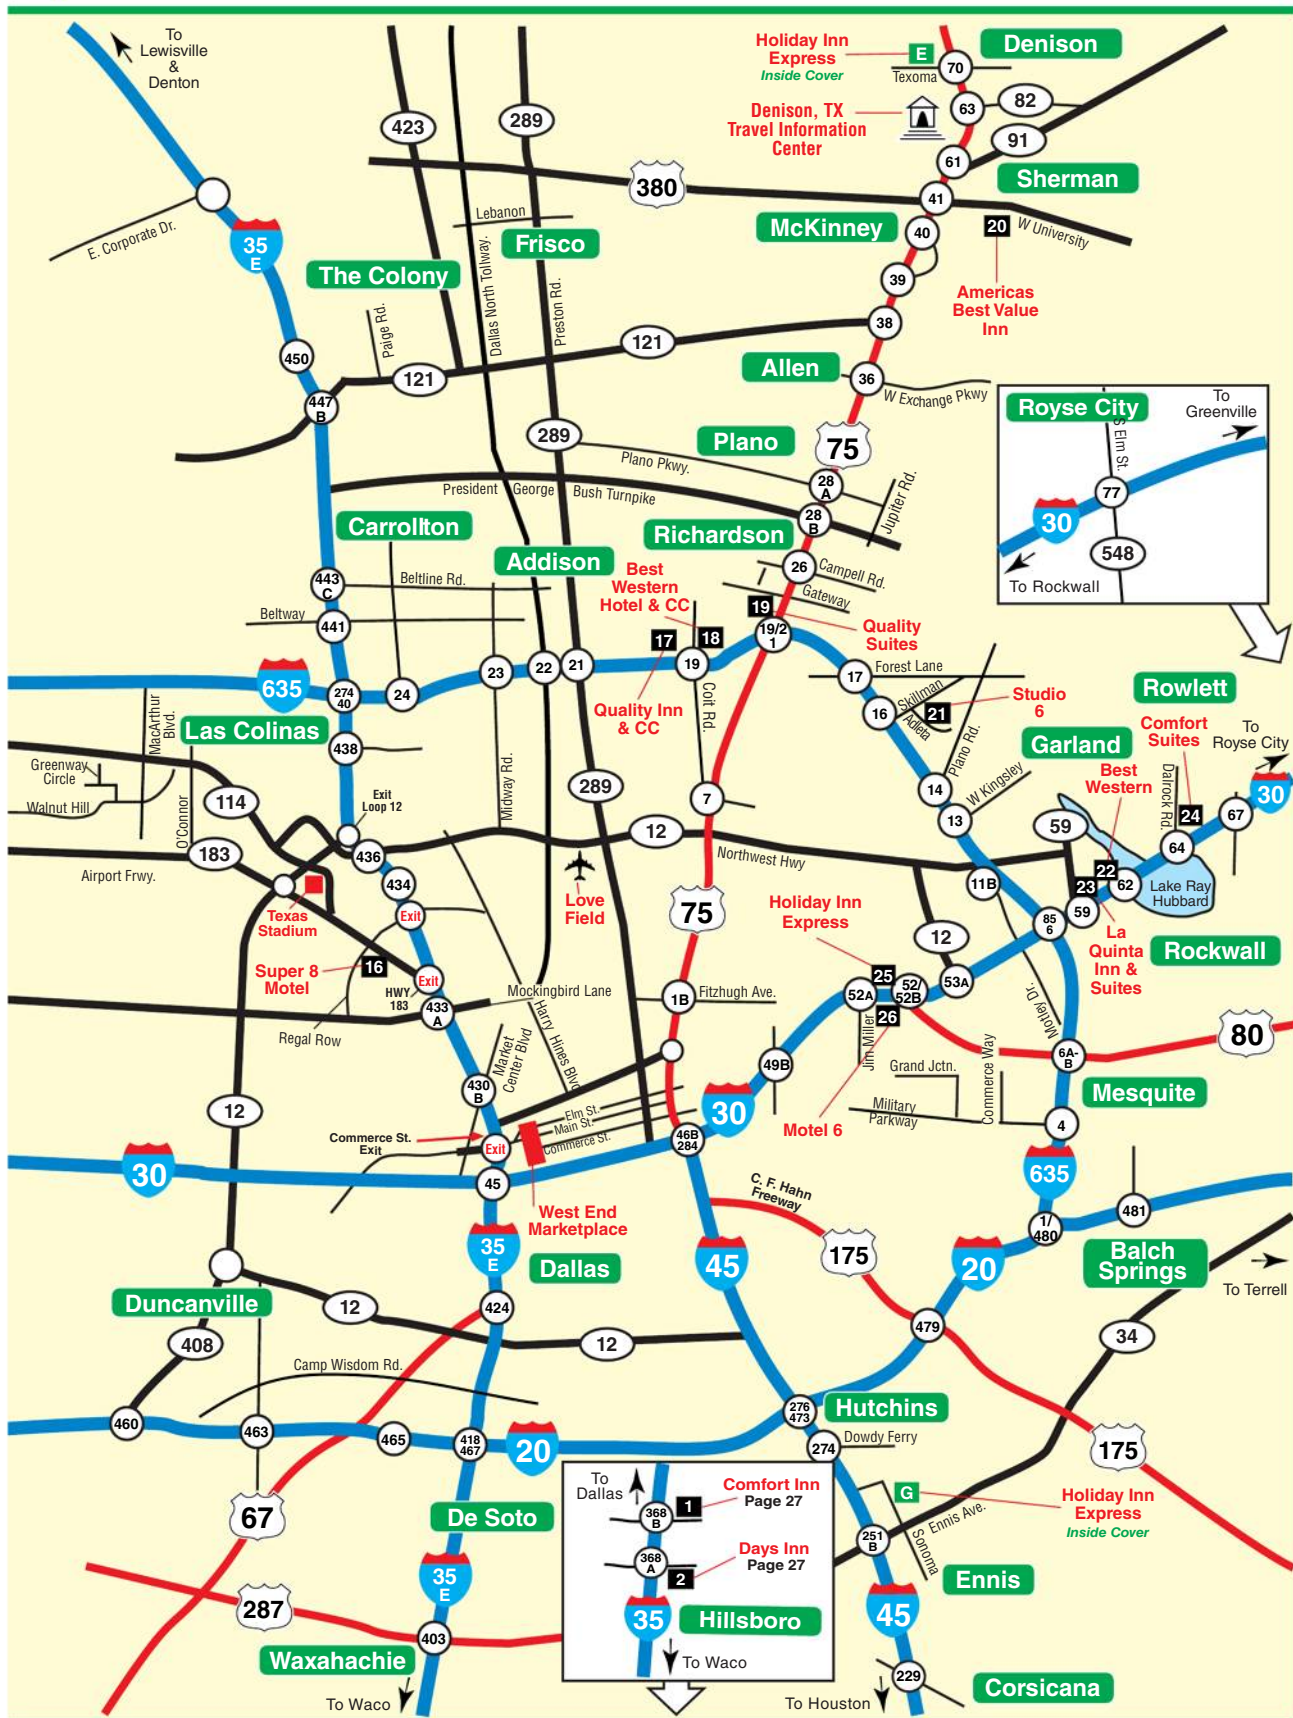 To
Lewisville
&
Denton
E. Corporate Dr.
35
E
423
289
380
Holiday Inn
Express
Inside Cover
E
Denison
Texoma
70
63
82
Denison, TX
Travel Information
Center
91
61
Sherman
41
McKinney
40
20
W University
Lebanon
Frisco
The Colony
Dallas North Tollway.
Preston Rd.
Paige Rd.
39
Americas
Best Value
Inn
38
121
121
450
447
B
Allen
36
W Exchange Pkwy
Royse City
To
Greenville
S Elm St.
77
30
548
To Rockwall
289
Plano
75
Plano Pkwy.
28
A
Jupiter Rd.
President George Bush Turnpike
28
B
Carrollton
Richardson
Addison
26
Campell Rd.
Gateway
Best
Western
Hotel & CC
443
C
Beltline Rd.
Beltway
441
17
18
19
19/2
1
Quality
Suites
635
274
40
24
23
22
21
19
17
Forest Lane
Skillman
Adleta
21
Studio
6
16
Quality Inn
& CC
Coit Rd.
Rowlett
Las Colinas
MacArthur
Blvd.
438
Garland
Comfort
Suites
To
Royse City
Greenway
Circle
Walnut Hill
O'Connor
114
Exit
Loop 12
Midway Rd.
289
7
Plano Rd.
14
W Kingsley
13
Best
Western
Dalrock Rd.
24
67
30
59
64
12
Northwest Hwy
183
Airport Frwy.
436
434
Texas
Stadium
Exit
Love
Field
75
11B
22
23
62
Lake Ray
Hubbard
59
85
6
La
Quinta
Inn &
Suites
Rockwall
Holiday Inn
Express
12
Super 8
Motel
16
Exit
HWY
183
Mockingbird Lane
433
A
Regal Row
Harry Hines Blvd
Market
Center Blvd
1B
Fitzhugh Ave.
25
52A
52/
52B
53A
26
Jim Miller
Motley Dr.
80
6A-
B
Mesquite
Grand Jctn.
Commerce Way
Military
Parkway
4
49B
Motel 6
30
430
B
12
Elm St.
Main St.
Commerce St.
Commerce St.
Exit
Exit
46B
284
30
45
West End
Marketplace
35
E
Dallas
C. F. Hahn
Freeway
175
45
635
1/
480
481
20
Balch
Springs
To Terrell
Duncanville
12
424
12
479
34
408
Camp Wisdom Rd.
460
463
465
418
467
20
276
473
Hutchins
274
Dowdy Ferry
175
67
De Soto
To
Dallas
368
B
1
Comfort Inn
Page 27
368
A
2
Days Inn
Page 27
35
Hillsboro
To Waco
G
Holiday Inn
Express
Inside Cover
Ennis Ave.
Sonoma
251
B
Ennis
35
E
287
403
Waxahachie
To Waco
45
229
To Houston
Corsicana